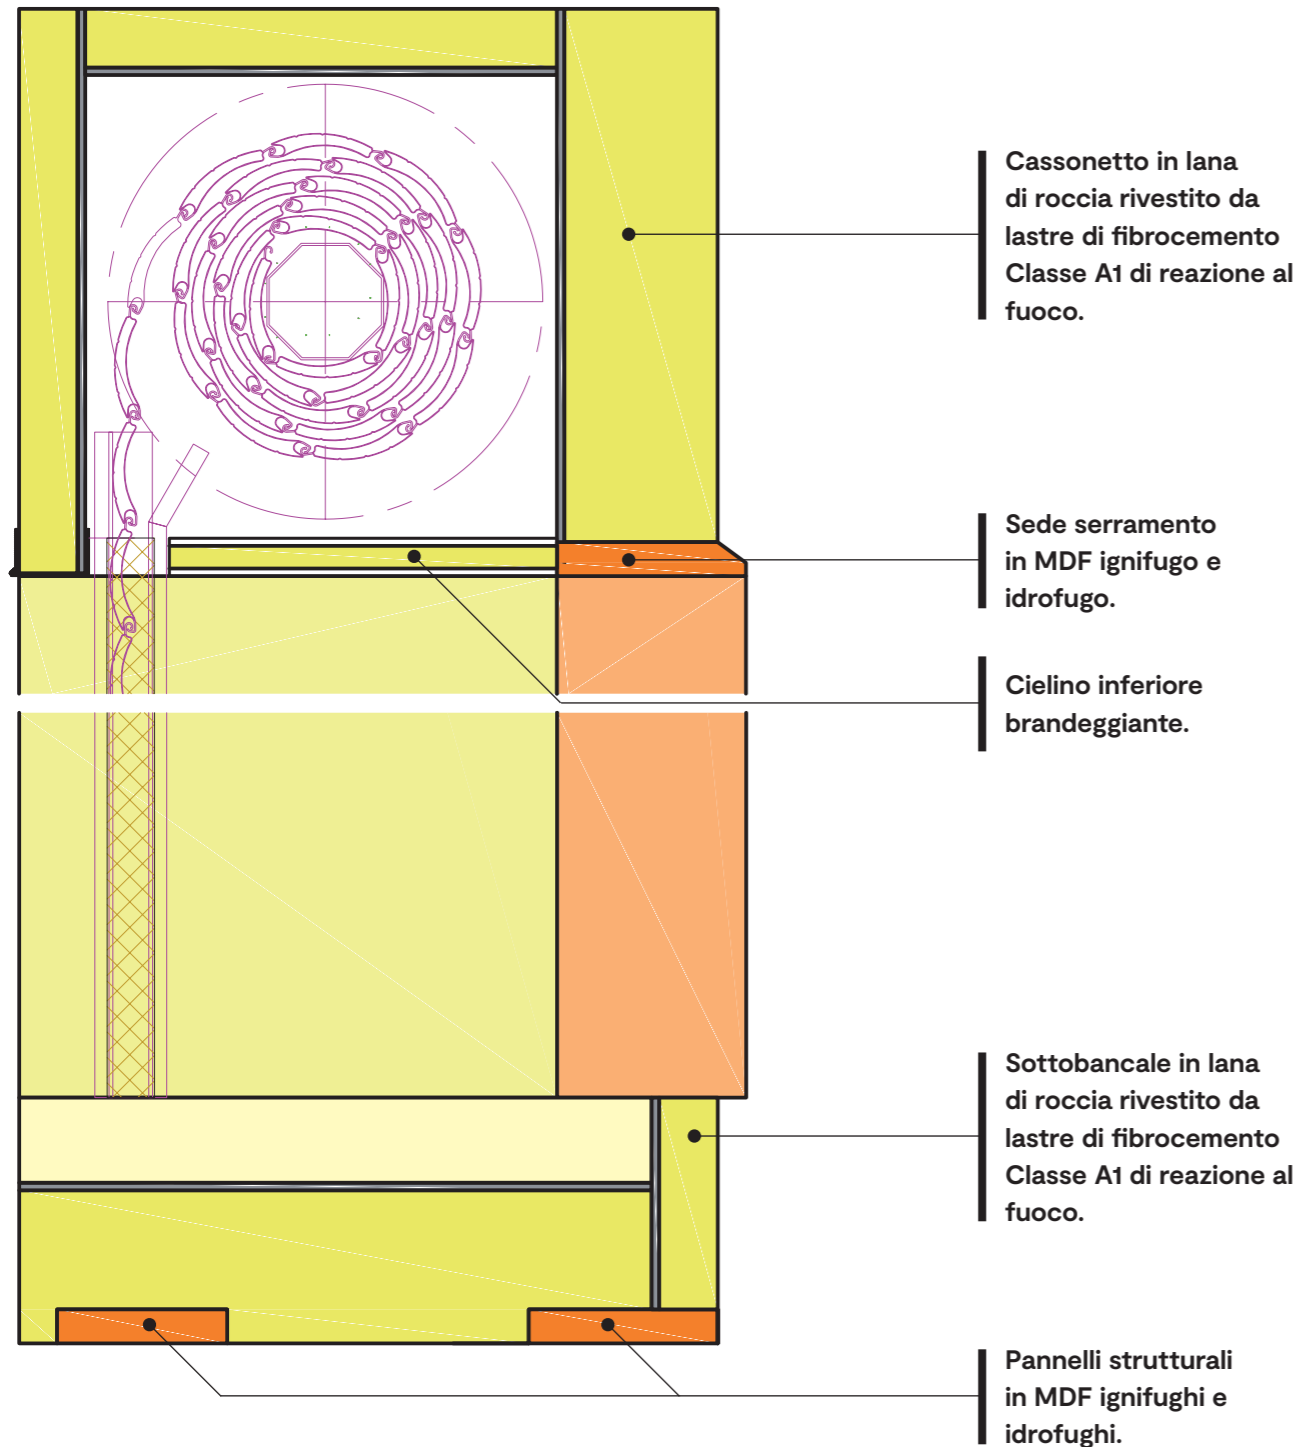 Cassonetto in lana
di roccia rivestito da
lastre di fibrocemento
Classe A1 di reazione al
fuoco.
Sede serramento
in MDF ignifugo e
idrofugo.
Cielino inferiore
brandeggiante.
Sottobancale in lana
di roccia rivestito da
lastre di fibrocemento
Classe A1 di reazione al
fuoco.
Pannelli strutturali
in MDF ignifughi e
idrofughi.